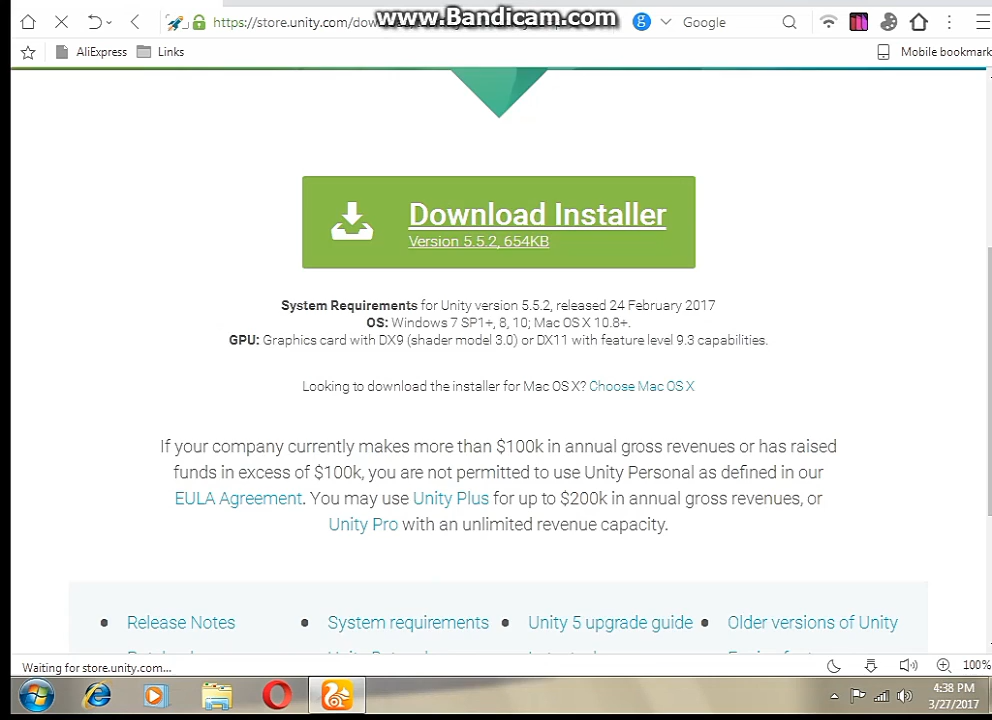 https://store.unity.com/dow
www.Bandicam.com
Google
AliExpress
Links
Mobile bookmark
Download Installer
Version 5.5.2, 654KB
System Requirements for Unity version 5.5.2, released 24 February 2017
OS: Windows 7 SP1+, 8, 10; Mac OS X 10.8+.
GPU: Graphics card with DX9 (shader model 3.0) or DX11 with feature level 9.3 capabilities.
Looking to download the installer for Mac OS X? Choose Mac OS X
If your company currently makes more than $100k in annual gross revenues or has raised
funds in excess of $100k, you are not permitted to use Unity Personal as defined in our
EULA Agreement. You may use Unity Plus for up to $200k in annual gross revenues, or
Unity Pro with an unlimited revenue capacity.
Release Notes
System requirements
Unity 5 upgrade guide
Older versions of Unity
Waiting for store.unity.com...
100%
4:38 PM
3/27/2017